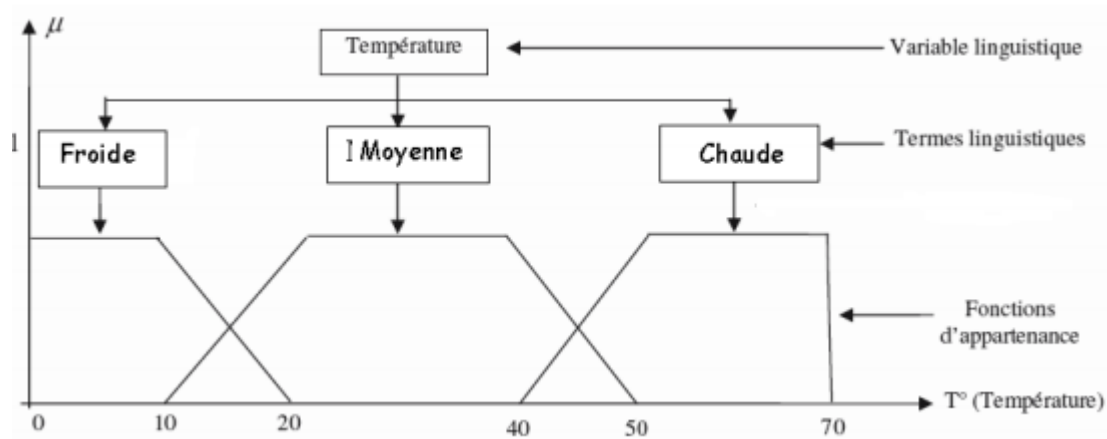 μ
Température
Variable linguistique
1
Froide
Moyenne
Chaude
Termes linguistiques
Fonctions
d'appartenance
0
10
20
40
50
70
T° (Température)